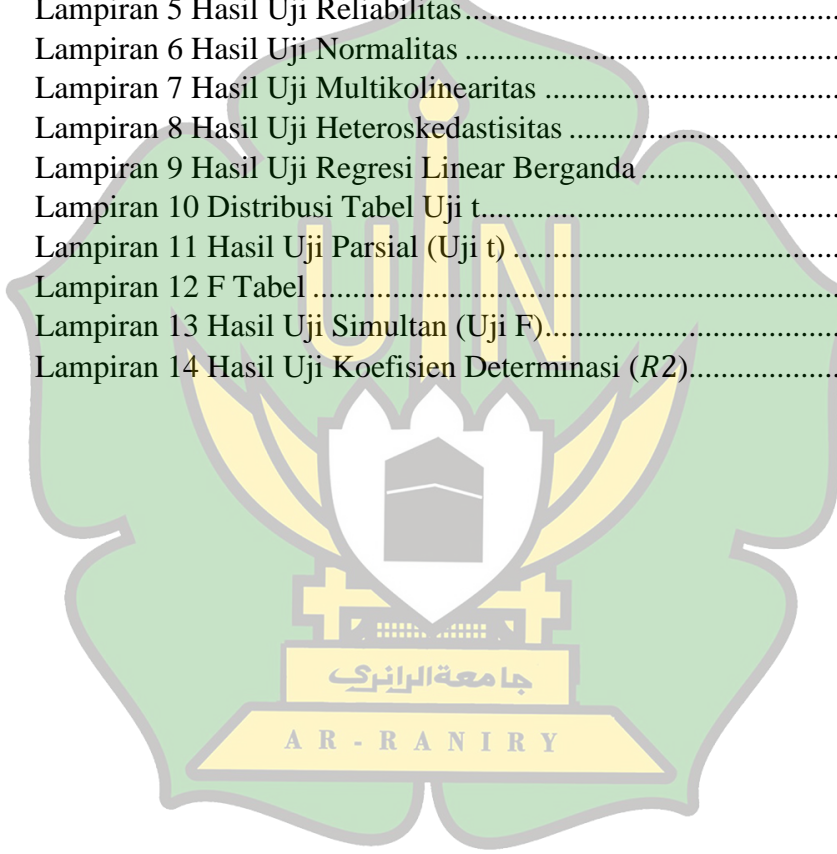 Lampiran 5 Hasil Uji Reliabilitas................................................
Lampiran 6 Hasil Uji Normalitas ................................................
Lampiran 7 Hasil Uji Multikolinearitas ......................................
Lampiran 8 Hasil Uji Heteroskedastisitas ...................................
Lampiran 9 Hasil Uji Regresi Linear Berganda ..........................
Lampiran 10 Distribusi Tabel Uji t..............................................
Lampiran 11 Hasil Uji Parsial (Uji t) ..........................................
Lampiran 12 F Tabel ....................................................................
Lampiran 13 Hasil Uji Simultan (Uji F)......................................
Lampiran 14 Hasil Uji Koefisien Determinasi (R2)....................
UIN
جامعةالرانري
AR-RANIRY